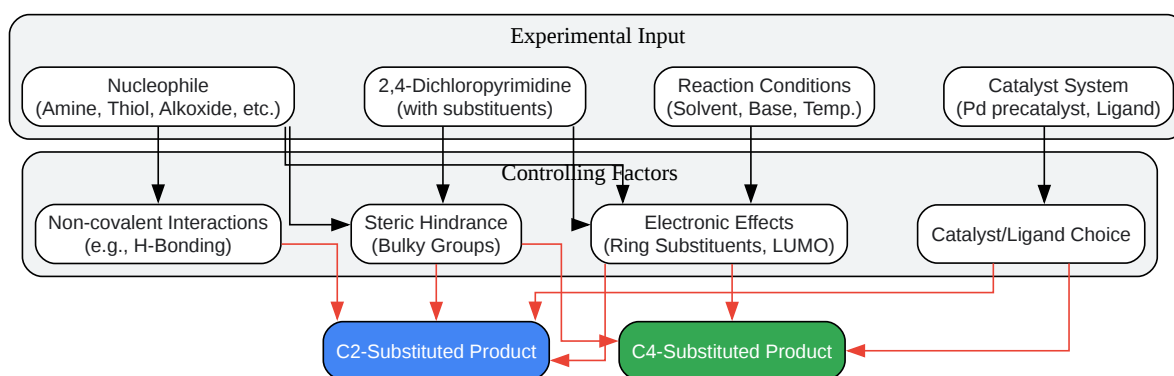 Experimental Input
Nucleophile
(Amine, Thiol, Alkoxide, etc.)
2,4-Dichloropyrimidine
(with substituents)
Reaction Conditions
(Solvent, Base, Temp.)
Catalyst System
(Pd precatalyst, Ligand)
Controlling Factors
Non-covalent Interactions
(e.g., H-Bonding)
Steric Hindrance
(Bulky Groups)
Electronic Effects
(Ring Substituents, LUMO)
Catalyst/Ligand Choice
C2-Substituted Product
C4-Substituted Product